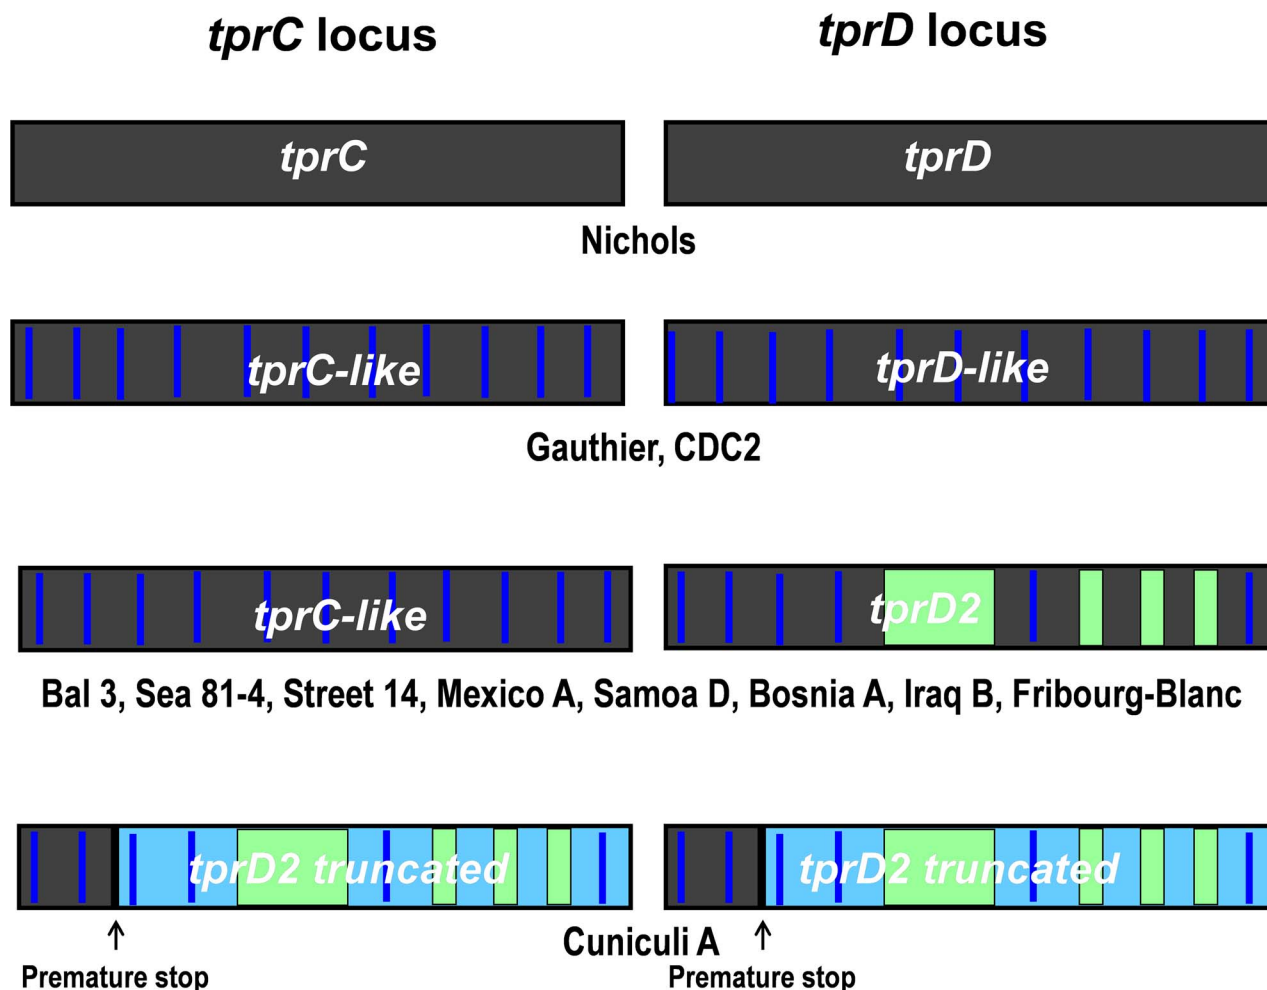 tprC locus
tprD locus
tprC
tprD
Nichols
tprC-like
tprD-like
Gauthier, CDC2
tprC-like
tprD2
Bal 3, Sea 81-4, Street 14, Mexico A, Samoa D, Bosnia A, Iraq B, Fribourg-Blanc
tprD2 truncated
tprD2 truncated
Cuniculi A
Premature stop
Premature stop